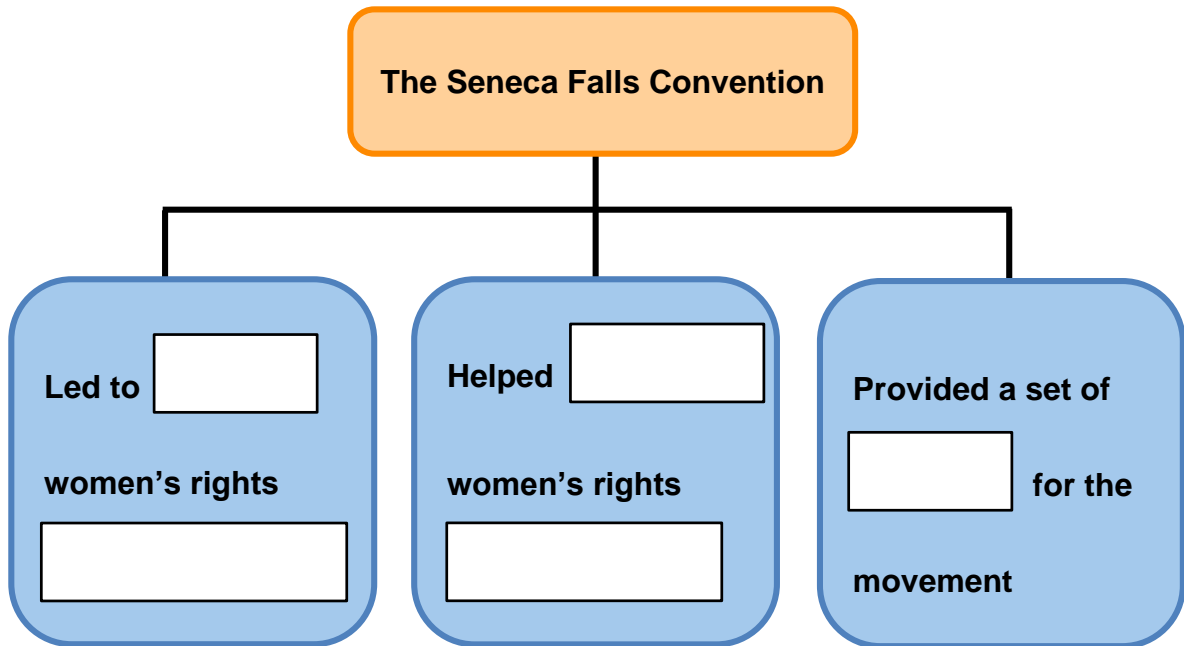 The Seneca Falls Convention
Led to
women’s rights
Helped
women’s rights
Provided a set of
for the
movement